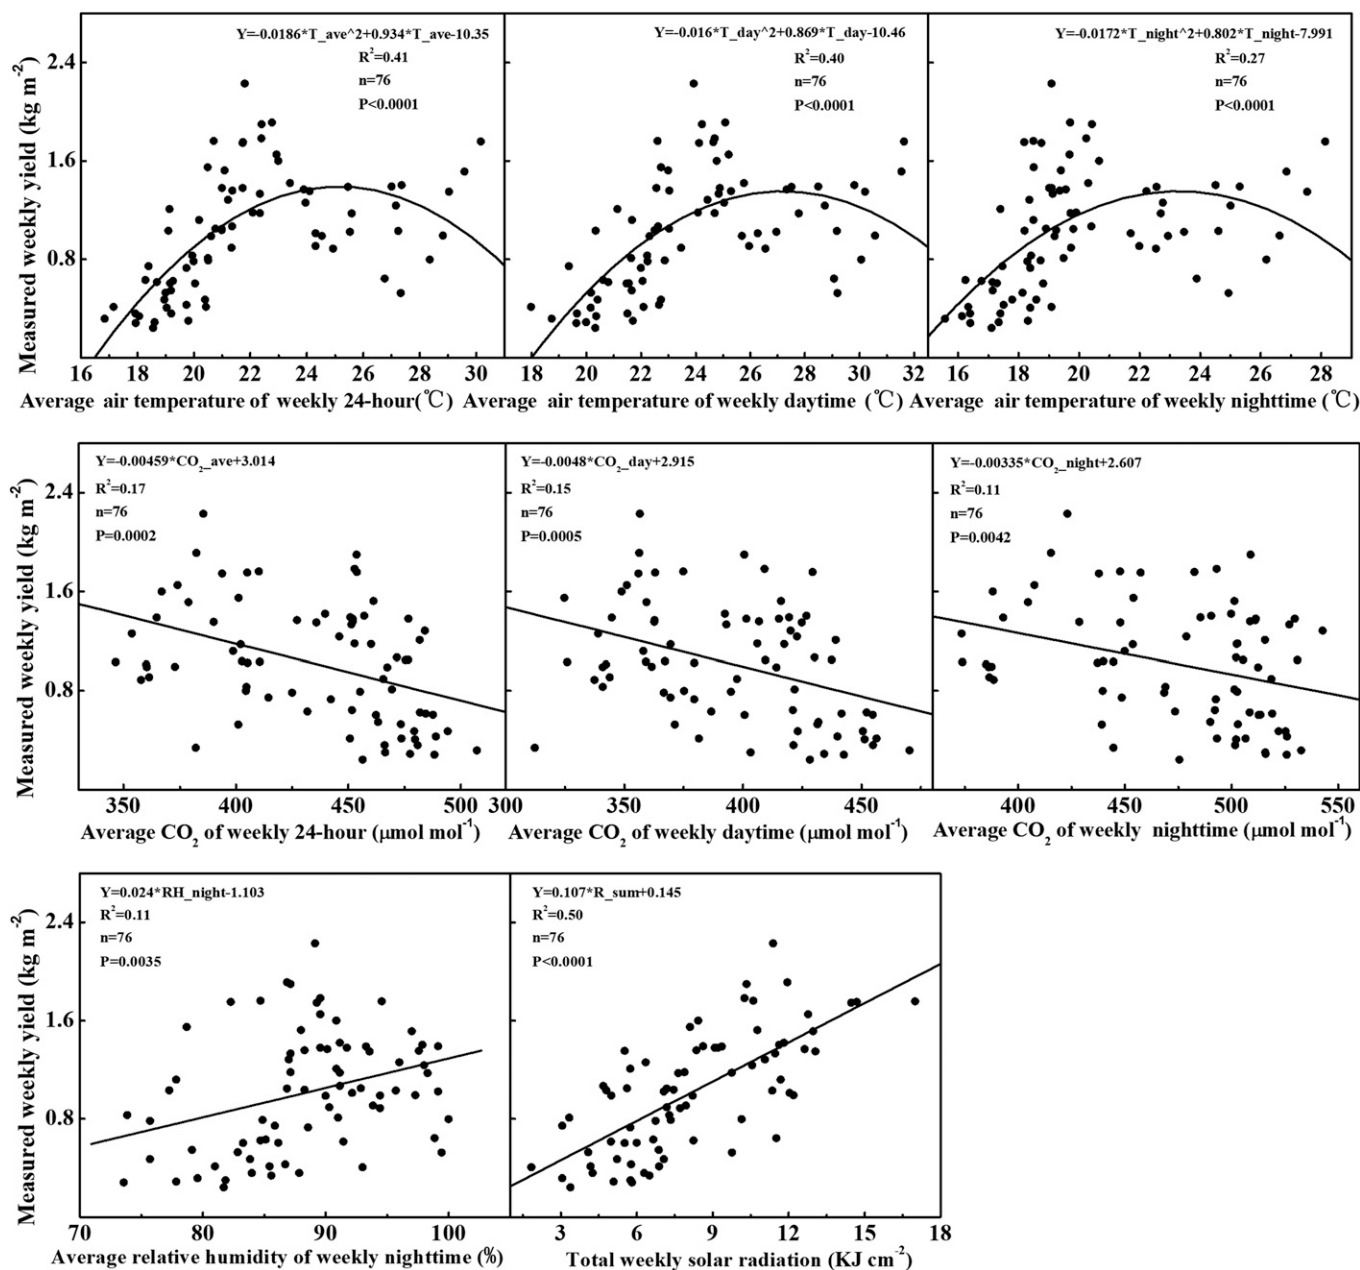 Y=-0.0186*T_ave^2+0.934*T_ave-10.35
R²=0.41
n=76
P<0.0001
Y=-0.016*T_day^2+0.869*T_day-10.46
R²=0.40
n=76
P<0.0001
Y=-0.0172*T_night^2+0.802*T_night-7.991
R²=0.27
n=76
P<0.0001
Measured weekly yield (kg m⁻²)
2.4
1.6
0.8
16 18 20 22 24 26 28 30
18 20 22 24 26 28 30 32
16 18 20 22 24 26 28
Average air temperature of weekly 24-hour(℃)
Average air temperature of weekly daytime (℃)
Average air temperature of weekly nighttime (℃)
Y=-0.00459*CO₂_ave+3.014
R²=0.17
n=76
P=0.0002
Y=-0.0048*CO₂_day+2.915
R²=0.15
n=76
P=0.0005
Y=-0.00335*CO₂_night+2.607
R²=0.11
n=76
P=0.0042
Measured weekly yield (kg m⁻²)
2.4
1.6
0.8
350 400 450 500
300 350 400 450
400 450 500 550
Average CO₂ of weekly 24-hour (μmol mol⁻¹)
Average CO₂ of weekly daytime (μmol mol⁻¹)
Average CO₂ of weekly nighttime (μmol mol⁻¹)
Y=0.024*RH_night-1.103
R²=0.11
n=76
P=0.0035
Y=0.107*R_sum+0.145
R²=0.50
n=76
P<0.0001
Measured weekly yield (kg m⁻²)
2.4
1.6
0.8
70 80 90 100
3 6 9 12 15 18
Average relative humidity of weekly nighttime (%)
Total weekly solar radiation (KJ cm⁻²)